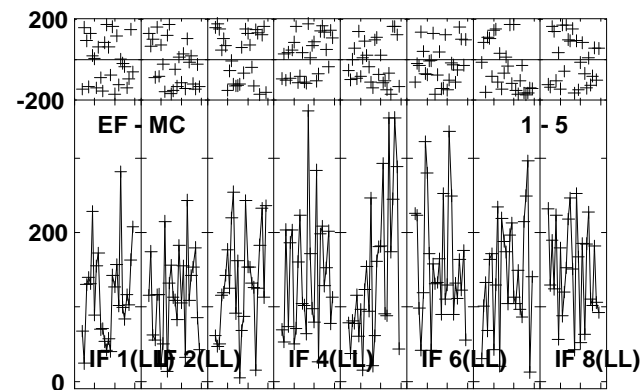 200
-200
EF - MC 1 - 5
200
IF 1(LL) IF 2(LL) IF 4(LL) IF 6(LL) IF 8(LL)
0